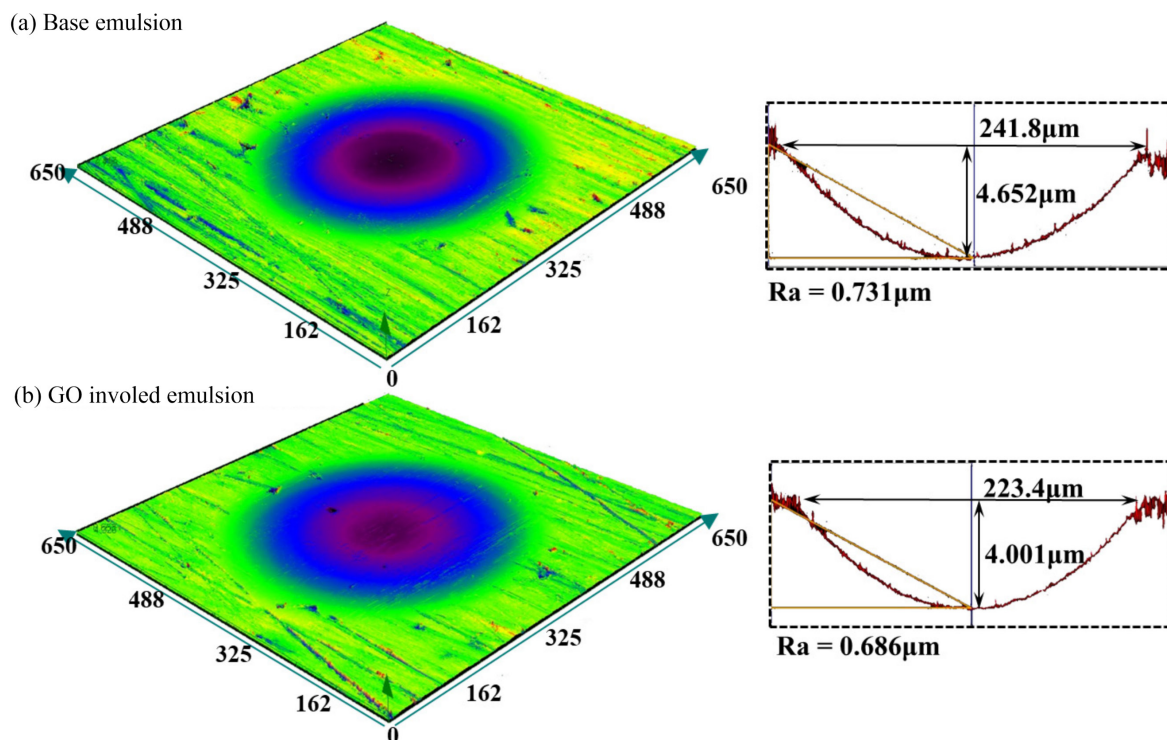 (a) Base emulsion
650
488
325
162
0
162
325
488
650
241.8μm
4.652μm
Ra = 0.731μm
(b) GO involed emulsion
650
488
325
162
0
162
325
488
650
223.4μm
4.001μm
Ra = 0.686μm